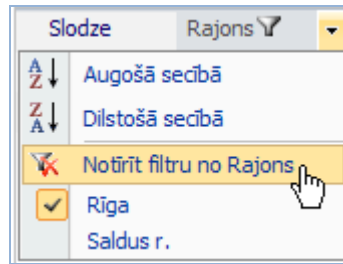 Slodze Rajons
Augošā secībā
Dilstošā secībā
Notīrīt filtru no Rajons
Rīga
Saldus r.